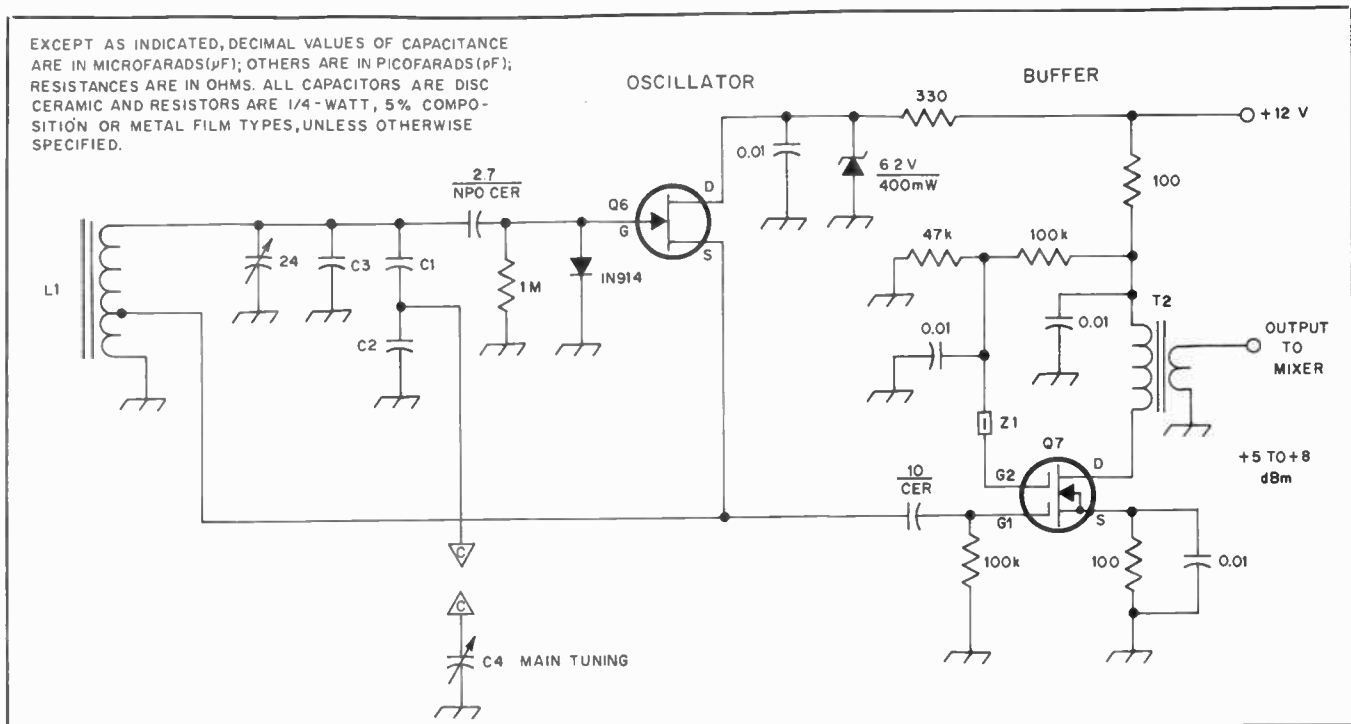 EXCEPT AS INDICATED, DECIMAL VALUES OF CAPACITANCE
ARE IN MICROFARADS (µF); OTHERS ARE IN PICOFARADS (pF);
RESISTANCES ARE IN OHMS. ALL CAPACITORS ARE DISC
CERAMIC AND RESISTORS ARE 1/4-WATT, 5% COMPO-
SITION OR METAL FILM TYPES, UNLESS OTHERWISE
SPECIFIED.
OSCILLATOR
BUFFER
330
+12 V
0.01
6.2 V
400mW
100
2.7
NPO CER
Q6
D
G
S
47k
100k
L1
24
C3
C1
1M
IN914
T2
0.01
0.01
OUTPUT
TO
MIXER
C2
Z1
Q7
+5 TO +8
dBm
10
CER
G2
D
G1
S
100k
100
0.01
C
C
C4 MAIN TUNING